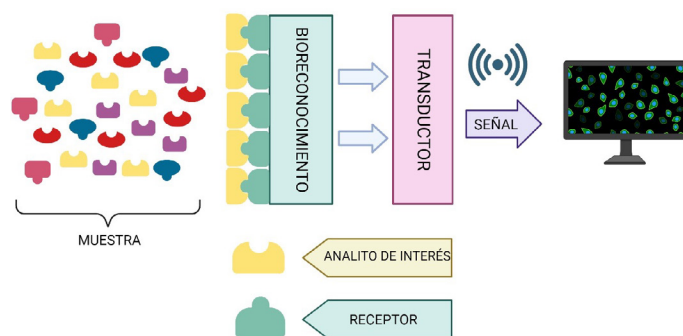 BIORECONOCIMIENTO
TRANSDUCTOR
SEÑAL
MUESTRA
ANALITO DE INTERÉS
RECEPTOR